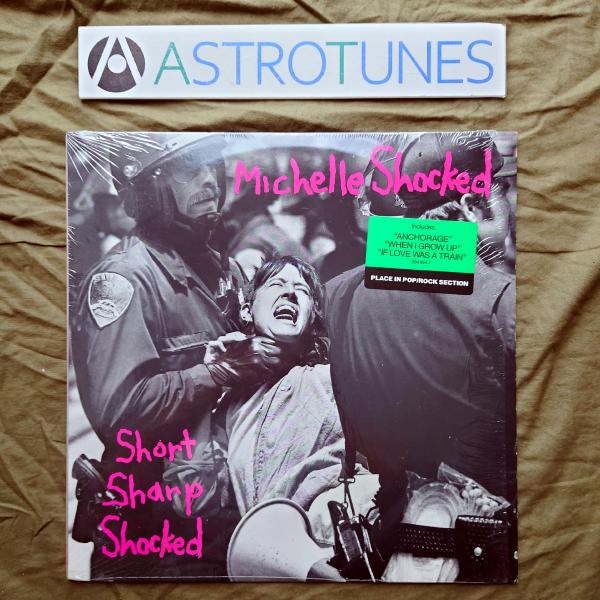 ASTROTUNES
Michelle Shocked
Includes:
"ANCHORAGE"
"WHEN I GROW UP"
"IF LOVE WAS A TRAIN"
PLACE IN POP/ROCK SECTION
Short
Sharp
Shocked